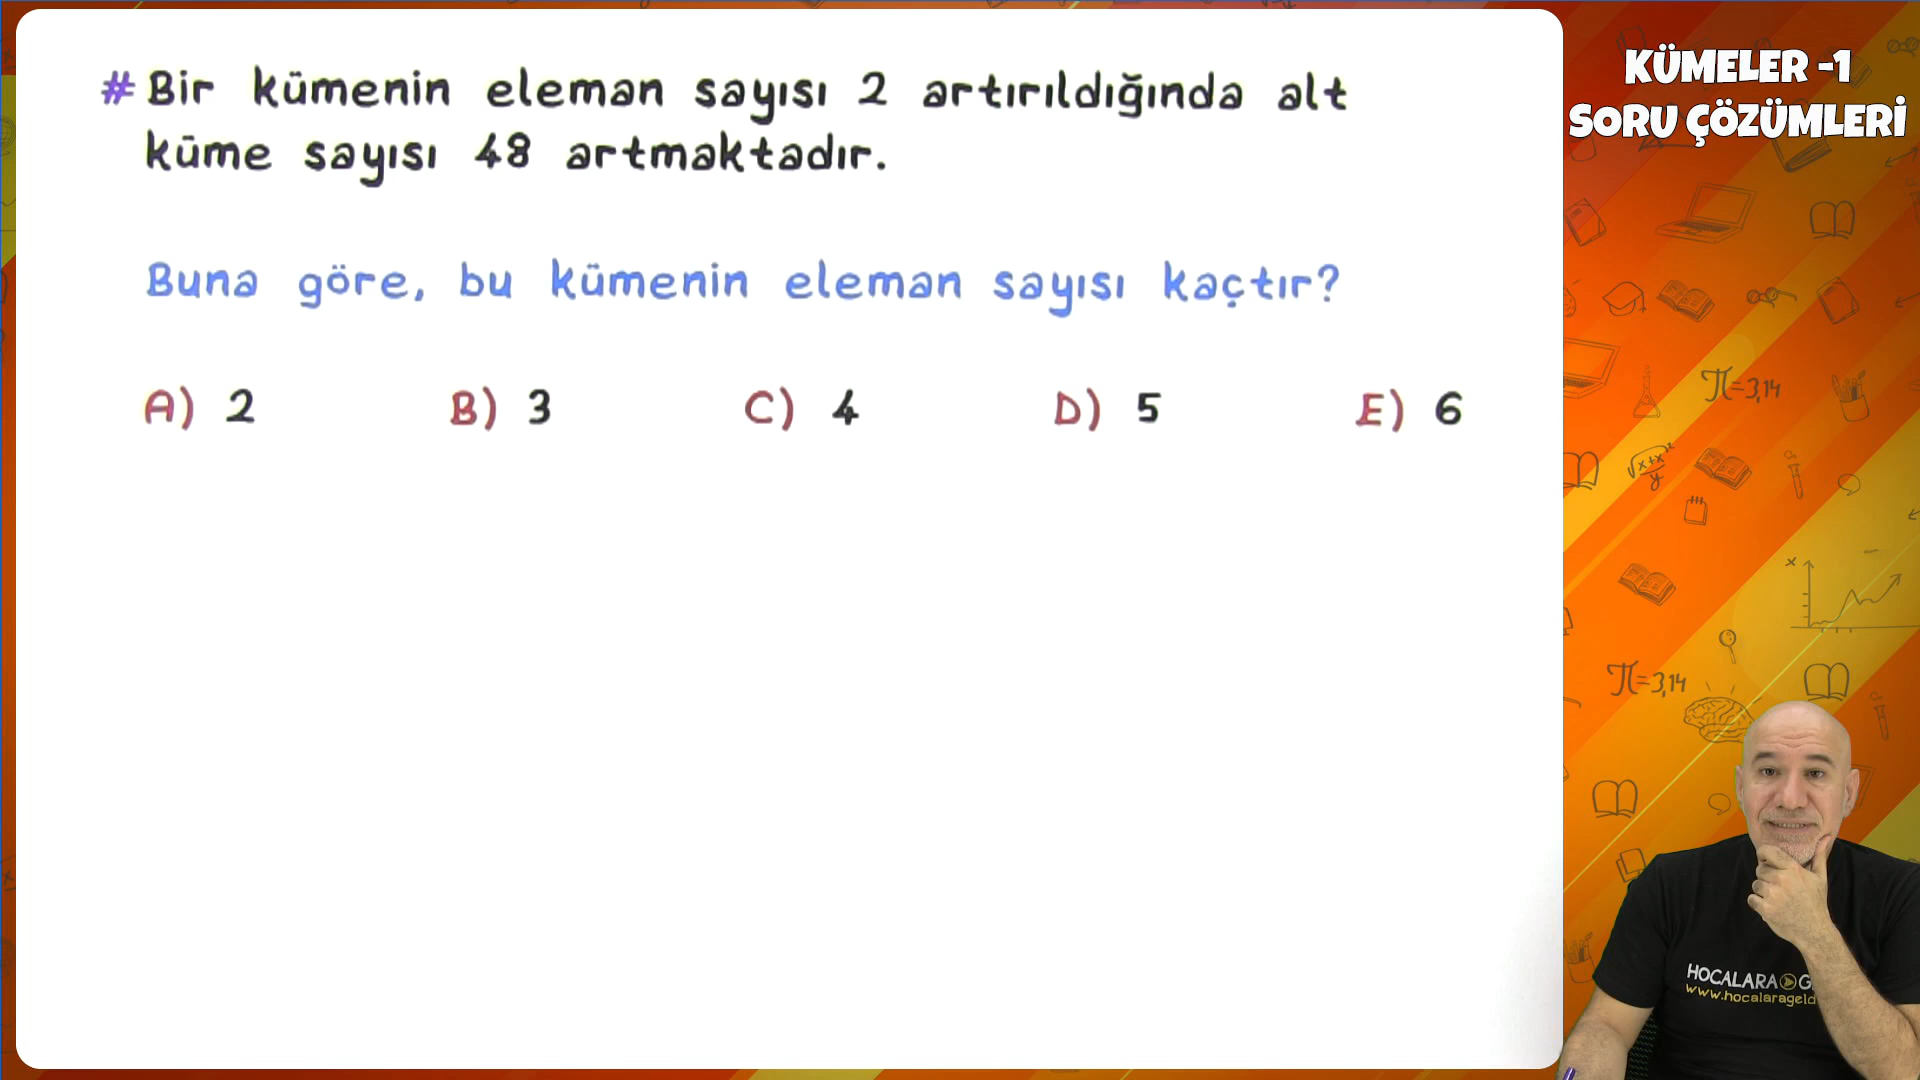 # Bir kümenin eleman sayısı 2 artırıldığında alt
küme sayısı 48 artmaktadır.
Buna göre, bu kümenin eleman sayısı kaçtır?
A) 2 B) 3 C) 4 D) 5 E) 6
KÜMELER -1
SORU ÇÖZÜMLERİ
π=3,14
√x+x²
y
x
π=3,14
HOCALARA G
www.hocalarageld